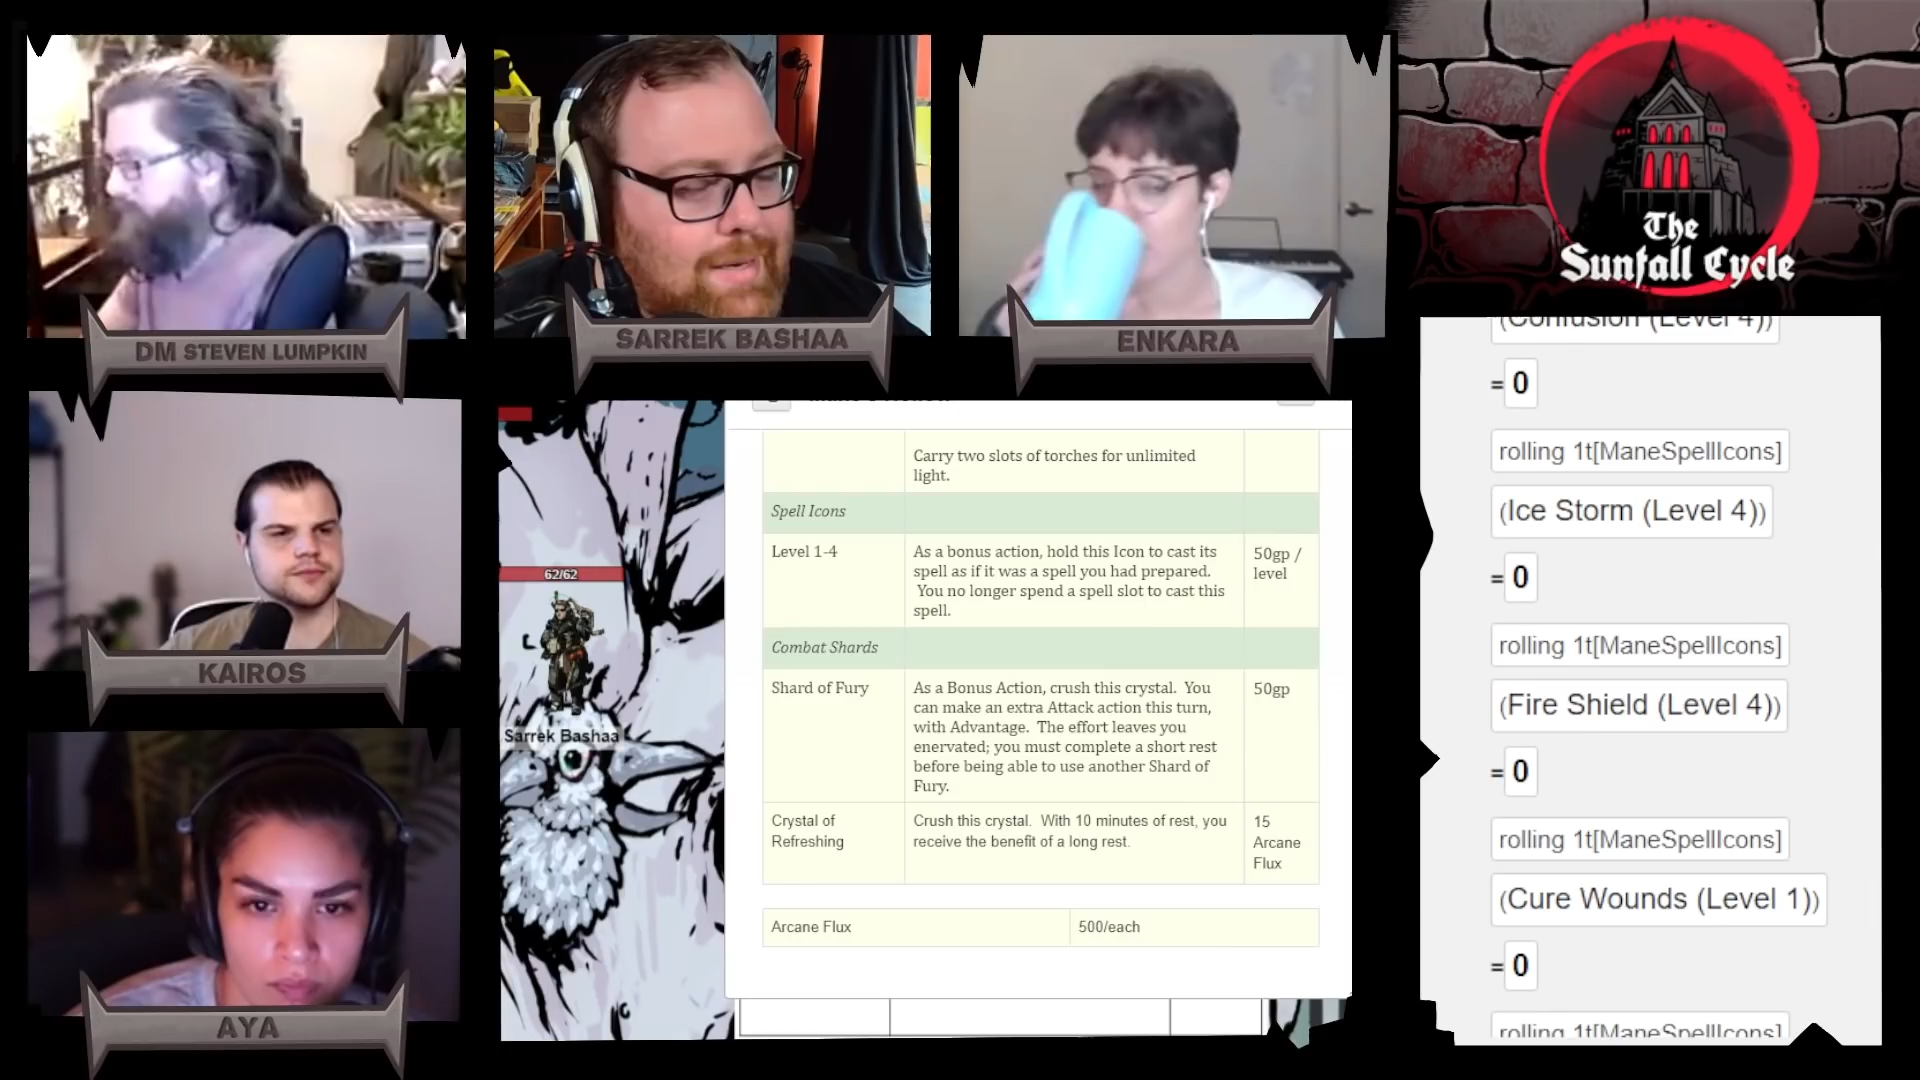 The
Sunfall Cycle
DM STEVEN LUMPKIN
SARREK BASHAA
ENKARA
KAIROS
AYA
62/62
Sarrek Bashaa
Carry two slots of torches for unlimited
light.
Spell Icons
Level 1-4
As a bonus action, hold this Icon to cast its
spell as if it was a spell you had prepared.
You no longer spend a spell slot to cast this
spell.
50gp /
level
Combat Shards
Shard of Fury
As a Bonus Action, crush this crystal. You
can make an extra Attack action this turn,
with Advantage. The effort leaves you
enervated; you must complete a short rest
before being able to use another Shard of
Fury.
50gp
Crystal of
Refreshing
Crush this crystal. With 10 minutes of rest, you
receive the benefit of a long rest.
15
Arcane
Flux
Arcane Flux
500/each
(Confusion (Level 4))
=0
rolling 1t[ManeSpellIcons]
(Ice Storm (Level 4))
=0
rolling 1t[ManeSpellIcons]
(Fire Shield (Level 4))
=0
rolling 1t[ManeSpellIcons]
(Cure Wounds (Level 1))
=0
rolling 1t[ManeSpellIcons]